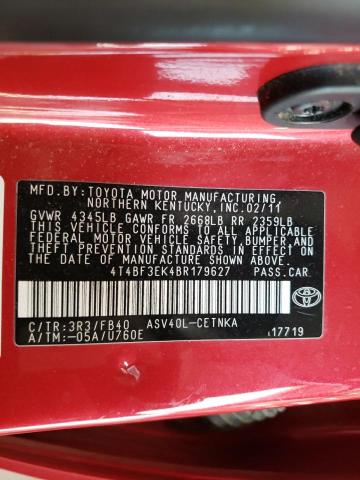 MFD.BY:TOYOTA MOTOR MANUFACTURING,
NORTHERN KENTUCKY,INC.02/11
GVWR 4345LB GAWR FR 2668LB RR 2359LB
THIS VEHICLE CONFORMS TO ALL APPLICABLE
FEDERAL MOTOR VEHICLE SAFETY,BUMPER,AND
THEFT PREVENTION STANDARDS IN EFFECT ON
THE DATE OF MANUFACTURE SHOWN ABOVE.
4T4BF3EK4BR179627 PASS.CAR
C/TR:3R3/FB40 ASV40L-CETNKA
A/TM:-05A/U760E 17719